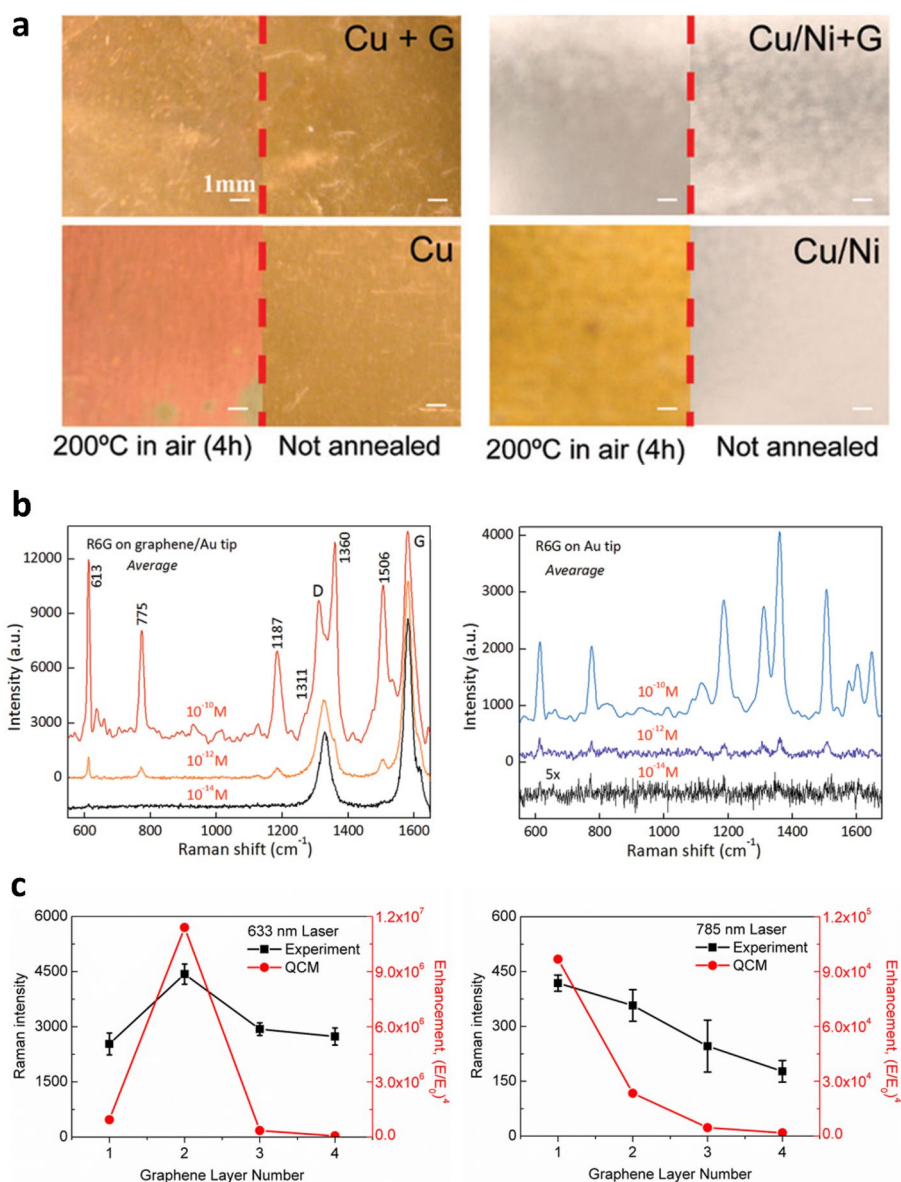 a
Cu + G
1mm
Cu
200ºC in air (4h)
Not annealed
Cu/Ni+G
Cu/Ni
200ºC in air (4h)
Not annealed
b
R6G on graphene/Au tip
Average
613
775
1187
1311
D
1360
1506
G
10⁻¹⁰M
10⁻¹²M
10⁻¹⁴M
12000
9000
6000
3000
0
Intensity (a.u.)
600
800
1000
1200
1400
1600
Raman shift (cm⁻¹)
R6G on Au tip
Avearage
10⁻¹⁰M
10⁻¹²M
10⁻¹⁴M
5x
4000
3000
2000
1000
0
Intensity (a.u.)
600
800
1000
1200
1400
1600
Raman shift (cm⁻¹)
c
633 nm Laser
Experiment
QCM
6000
4500
3000
1500
0
Raman intensity
1.2x10⁷
9.0x10⁶
6.0x10⁶
3.0x10⁶
0.0
Enhancement, (E/E₀)⁴
1
2
3
4
Graphene Layer Number
785 nm Laser
Experiment
QCM
600
450
300
150
0
Raman intensity
1.2x10⁵
9.0x10⁴
6.0x10⁴
3.0x10⁴
0.0
Enhancement, (E/E₀)⁴
1
2
3
4
Graphene Layer Number